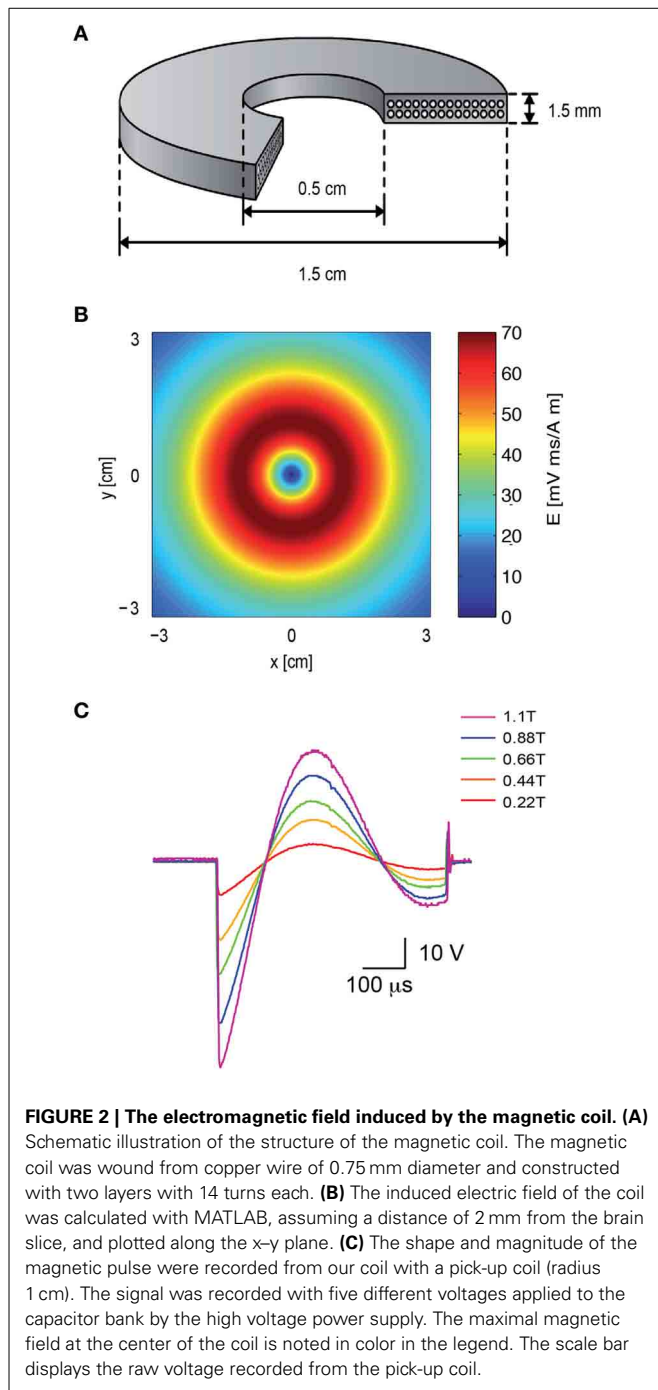 A
1.5 mm
0.5 cm
1.5 cm
B
3
0
−3
y [cm]
−3
0
3
x [cm]
70
60
50
40
30
20
10
0
E [mV ms/A m]
C
1.1T
0.88T
0.66T
0.44T
0.22T
10 V
100 µs
FIGURE 2 | The electromagnetic field induced by the magnetic coil. (A)
Schematic illustration of the structure of the magnetic coil. The magnetic
coil was wound from copper wire of 0.75 mm diameter and constructed
with two layers with 14 turns each. (B) The induced electric field of the coil
was calculated with MATLAB, assuming a distance of 2 mm from the brain
slice, and plotted along the x–y plane. (C) The shape and magnitude of the
magnetic pulse were recorded from our coil with a pick-up coil (radius
1 cm). The signal was recorded with five different voltages applied to the
capacitor bank by the high voltage power supply. The maximal magnetic
field at the center of the coil is noted in color in the legend. The scale bar
displays the raw voltage recorded from the pick-up coil.